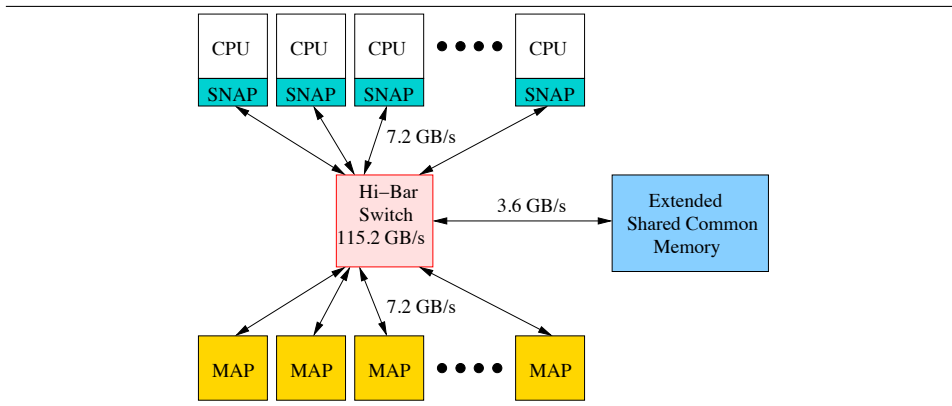 CPU CPU CPU CPU
SNAP SNAP SNAP SNAP
7.2 GB/s
Hi−Bar
Switch
115.2 GB/s
3.6 GB/s
Extended
Shared Common
Memory
7.2 GB/s
MAP MAP MAP MAP